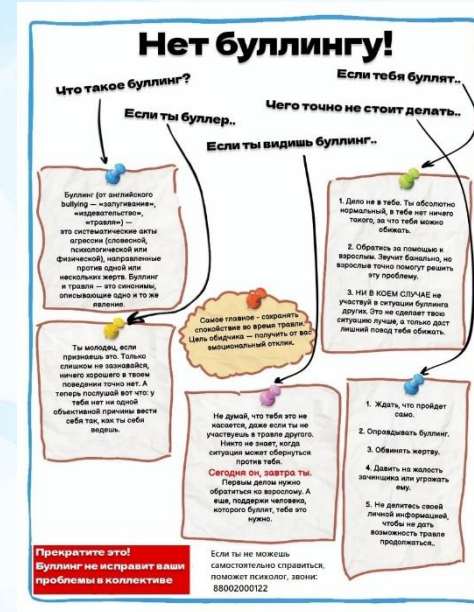 Нет буллингу!
Что такое буллинг?
Если ты буллер..
Если ты видишь буллинг..
Если тебя буллят..
Чего точно не стоит делать..
Буллинг (от английского
bullying — «запугивание»,
«издевательство»,
«травля») —
это систематические акты
агрессии (словесной,
психологической или
физической), направленные
против одной или
нескольких жертв. Буллинг
и травля — это синонимы,
описывающие одно и то же
явление.
Ты молодец, если
признаешь это. Только
слишком не зазнавайся,
ничего хорошего в твоем
поведении точно нет. А
теперь послушай вот что: у
тебя нет ни одной
объективной причины вести
себя так, как ты себя
ведешь.
Самое главное - сохранять
спокойствие во время травли.
Цель обидчика — получить от вас
эмоциональный отклик.
Не думай, что тебя это не
касается, даже если ты не
участвуешь в травле другого.
Никто не знает, когда
ситуация может обернуться
против тебя.
Сегодня он, завтра ты.
Первым делом нужно
обратиться ко взрослому. А
еще, поддержи человека,
которого буллят, тебе это
нужно.
1. Дело не в тебе. Ты абсолютно
нормальный, в тебе нет ничего
такого, за что тебя можно
обижать.
2. Обратись за помощью к
взрослым. Звучит банально, но
взрослые точно помогут решить
эту проблему.
3. НИ В КОЕМ СЛУЧАЕ не
участвуй в ситуации буллинга
других. Это не сделает твою
ситуацию лучше, а только даст
лишний повод тебя обижать.
1. Ждать, что пройдет
само.
2. Оправдывать буллинг.
3. Обвинять жертву.
4. Давить на жалость
зачинщика или угрожать
ему.
5. Не делитесь своей
личной информацией,
чтобы не дать
возможность травле
продолжаться..
Прекратите это!
Буллинг не исправит ваши
проблемы в коллективе
Если ты не можешь
самостоятельно справиться,
поможет психолог, звони:
88002000122